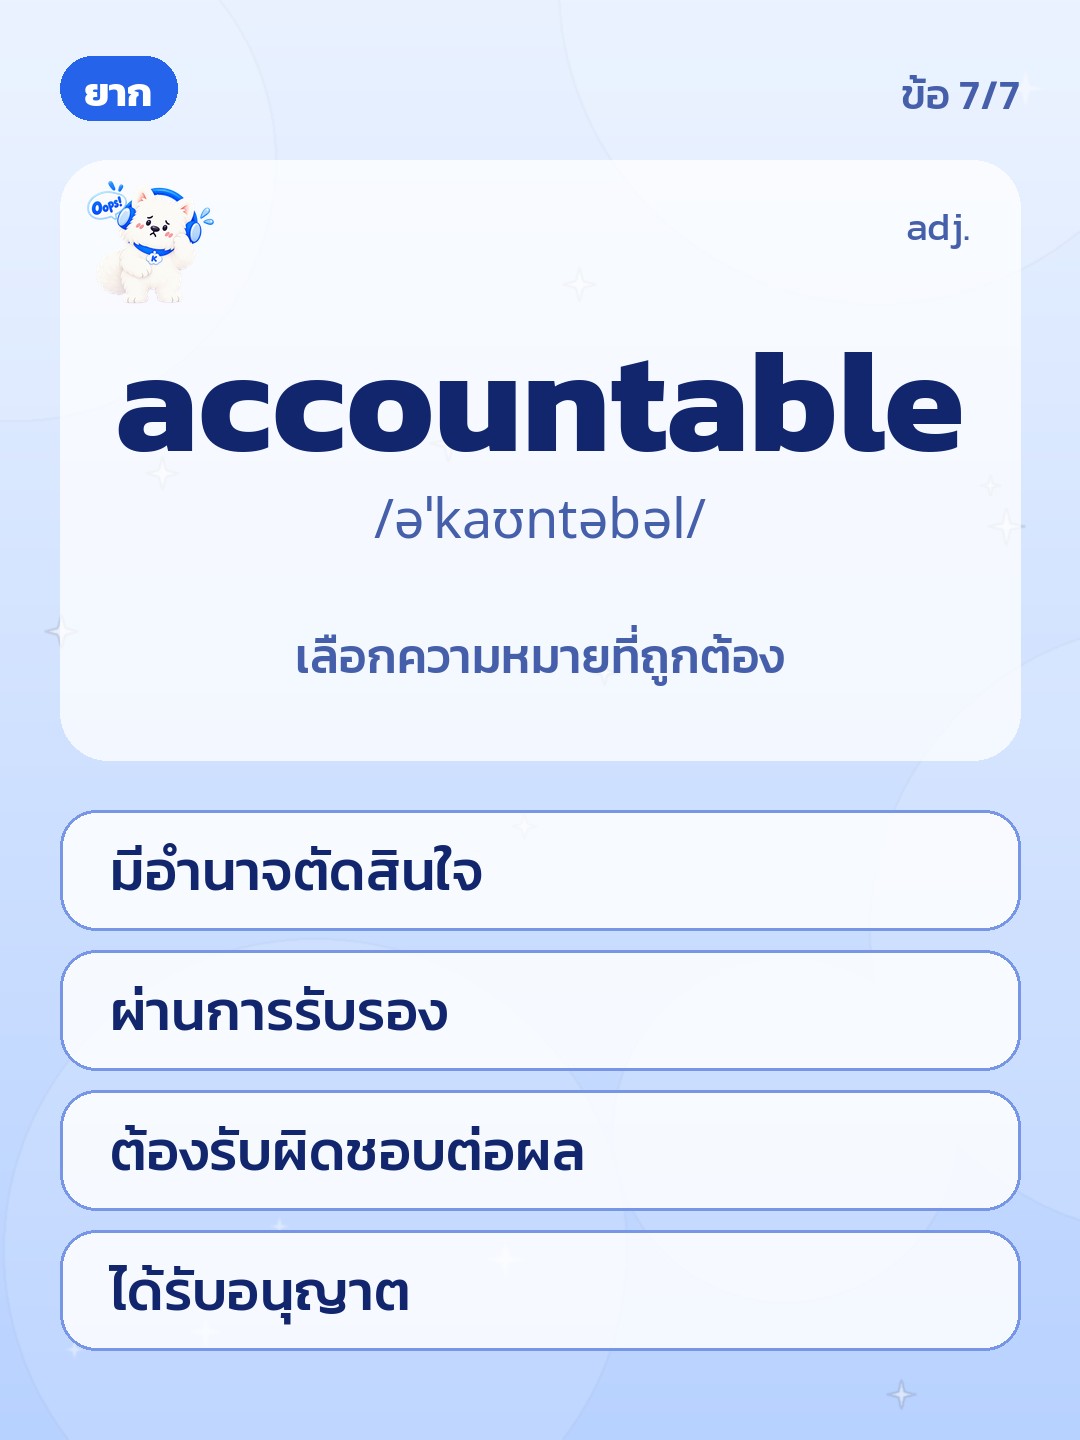 ยาก
ข้อ 7/7
Oops!
adj.
K
accountable
/əˈkaʊntəbəl/
เลือกความหมายที่ถูกต้อง
มีอำนาจตัดสินใจ
ผ่านการรับรอง
ต้องรับผิดชอบต่อผล
ได้รับอนุญาต